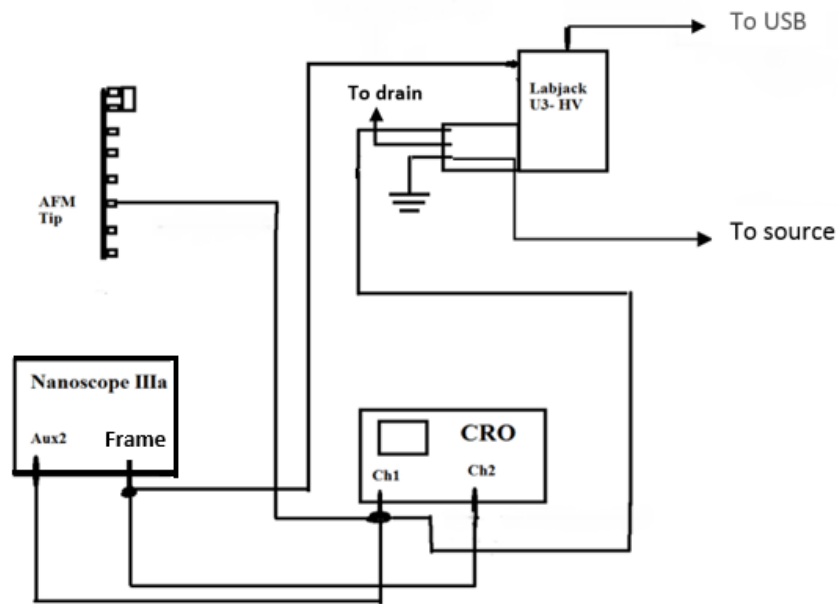 To USB
Labjack
U3- HV
To drain
AFM
Tip
To source
Nanoscope IIIa
Aux2
Frame
CRO
Ch1
Ch2